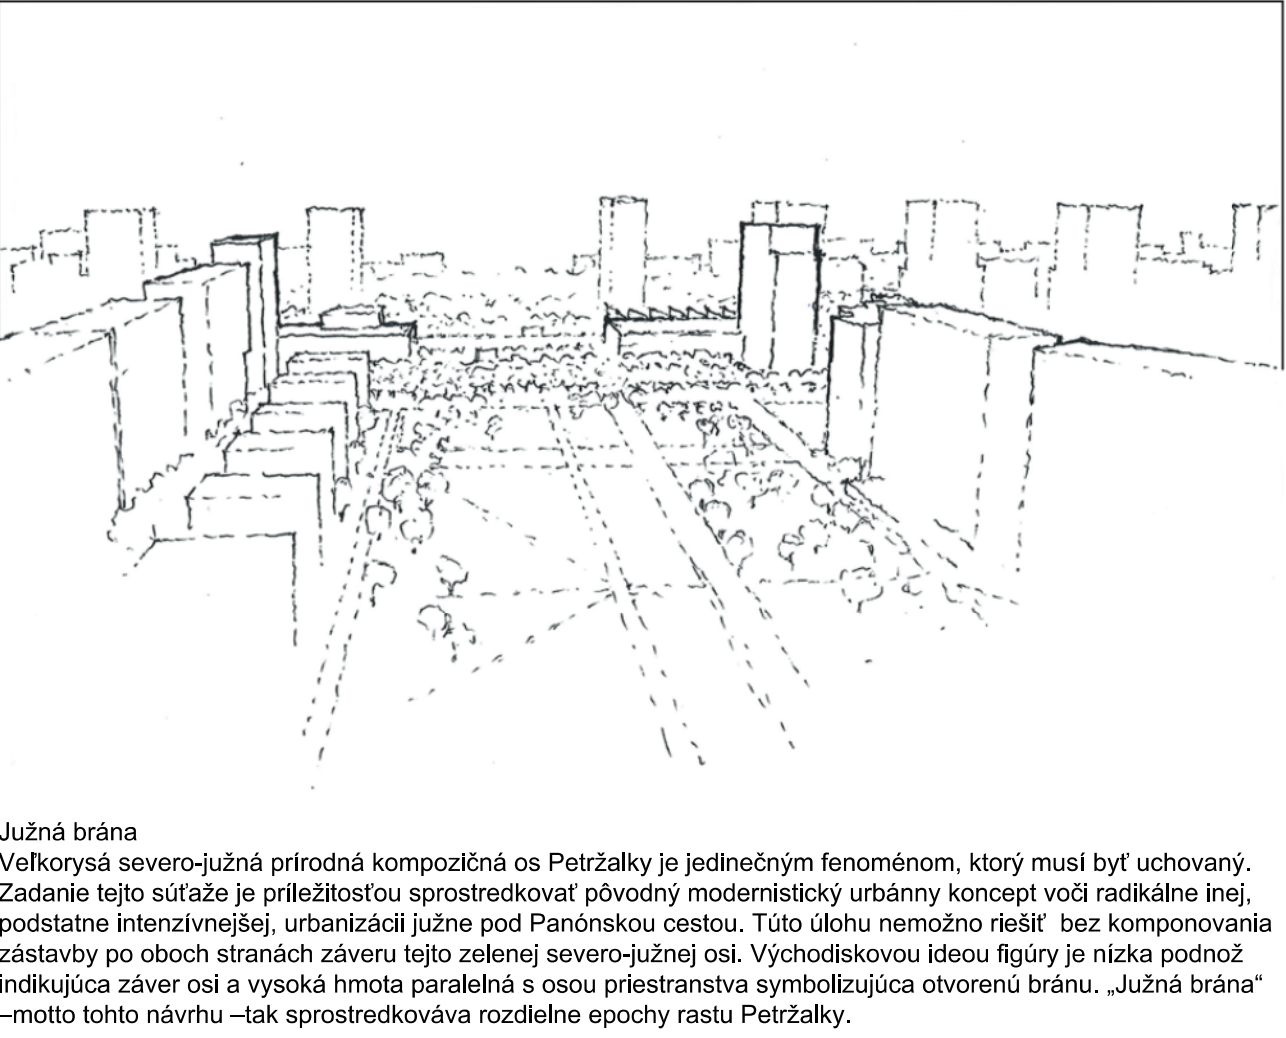 Južná brána
Veľkorysá severo-južná prírodná kompozičná os Petržalky je jedinečným fenoménom, ktorý musí byť uchovaný.
Zadanie tejto súťaže je príležitosťou sprostredkovať pôvodný modernistický urbánny koncept voči radikálne inej,
podstatne intenzívnejšej, urbanizácii južne pod Panónskou cestou. Túto úlohu nemožno riešiť  bez komponovania
zástavby po oboch stranách záveru tejto zelenej severo-južnej osi. Východiskovou ideou figúry je nízka podnož
indikujúca záver osi a vysoká hmota paralelná s osou priestranstva symbolizujúca otvorenú bránu. „Južná brána“
–motto tohto návrhu –tak sprostredkováva rozdielne epochy rastu Petržalky.